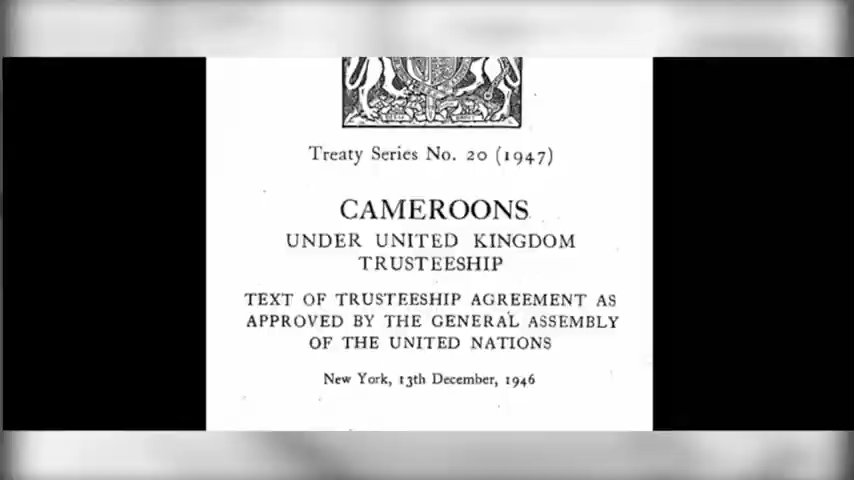 Treaty Series No. 20 (1947)
CAMEROONS
UNDER UNITED KINGDOM
TRUSTEESHIP
TEXT OF TRUSTEESHIP AGREEMENT AS
APPROVED BY THE GENERAL ASSEMBLY
OF THE UNITED NATIONS
New York, 13th December, 1946